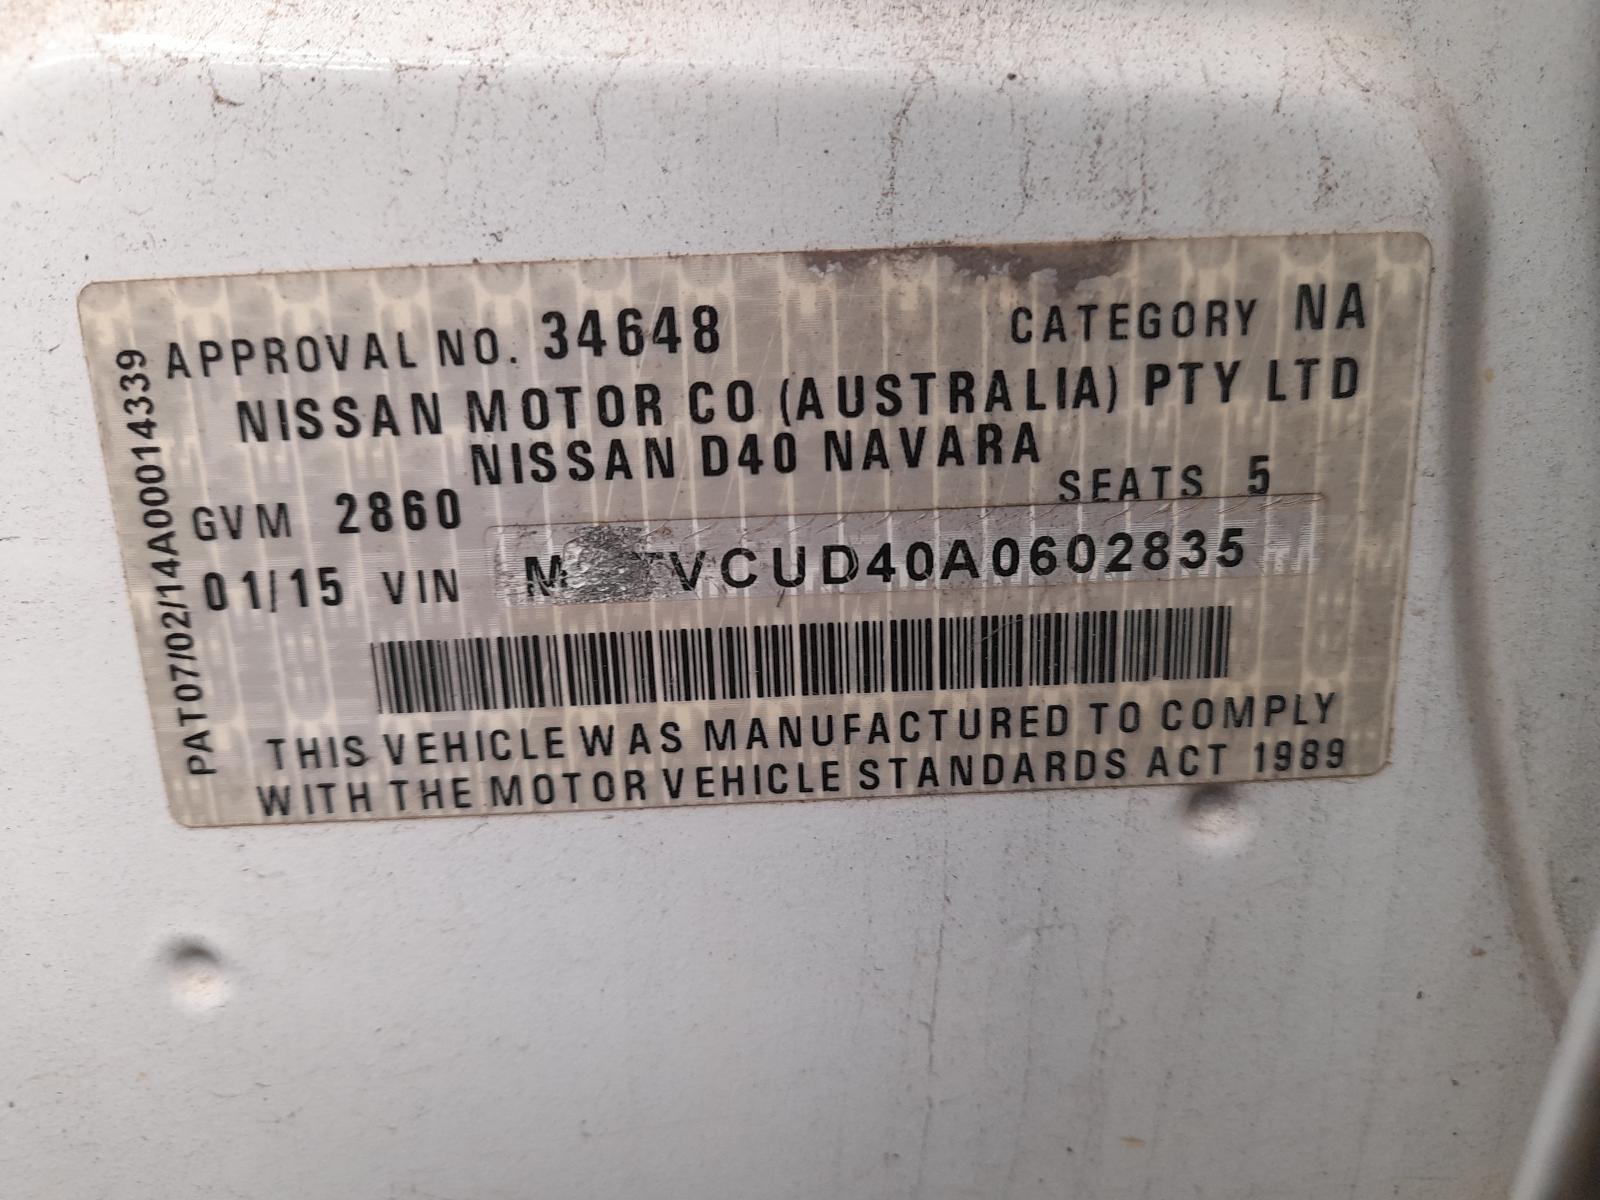 APPROVAL NO. 34648 CATEGORY NA
NISSAN MOTOR CO (AUSTRALIA) PTY LTD
NISSAN D40 NAVARA
GVM 2860 SEATS 5
01/15 VIN
THIS VEHICLE WAS MANUFACTURED TO COMPLY
WITH THE MOTOR VEHICLE STANDARDS ACT 1989
PAT07/02/14A000014339